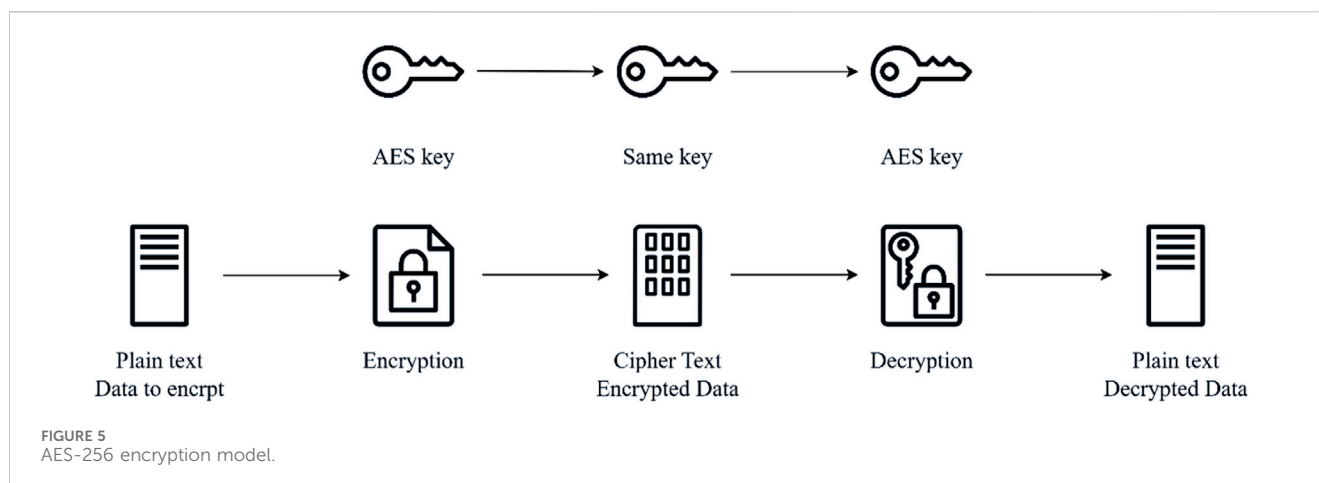 AES key
Same key
AES key
Plain text
Data to encrpt
Encryption
Cipher Text
Encrypted Data
Decryption
Plain text
Decrypted Data
FIGURE 5
AES-256 encryption model.